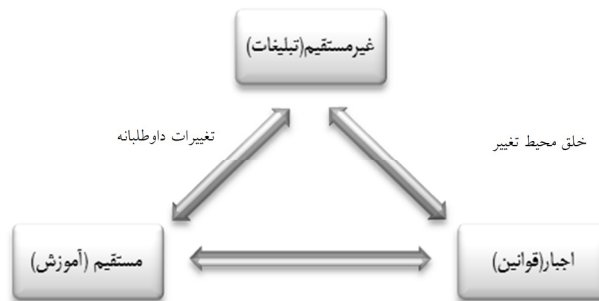 غیرمستقیم(تبلیغات)
خلق محیط تغییر
تغییرات داوطلبانه
اجبار(قوانین)
مستقیم (آموزش)